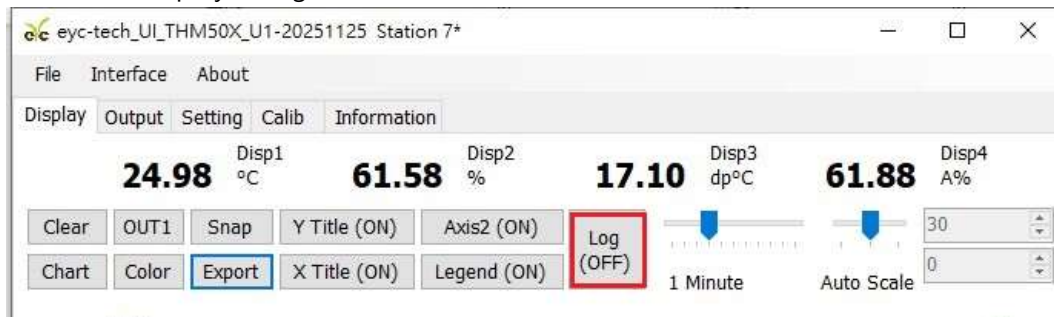 eyc-tech_UI_THM50X_U1-20251125 Station 7*
File Interface About
Display Output Setting Calib Information
24.98 Disp1 °C 61.58 Disp2 % 17.10 Disp3 dp°C 61.88 Disp4 A%
Clear OUT1 Snap Y Title (ON) Axis2 (ON) Log (OFF) 30
Chart Color Export X Title (ON) Legend (ON) 1 Minute Auto Scale 0